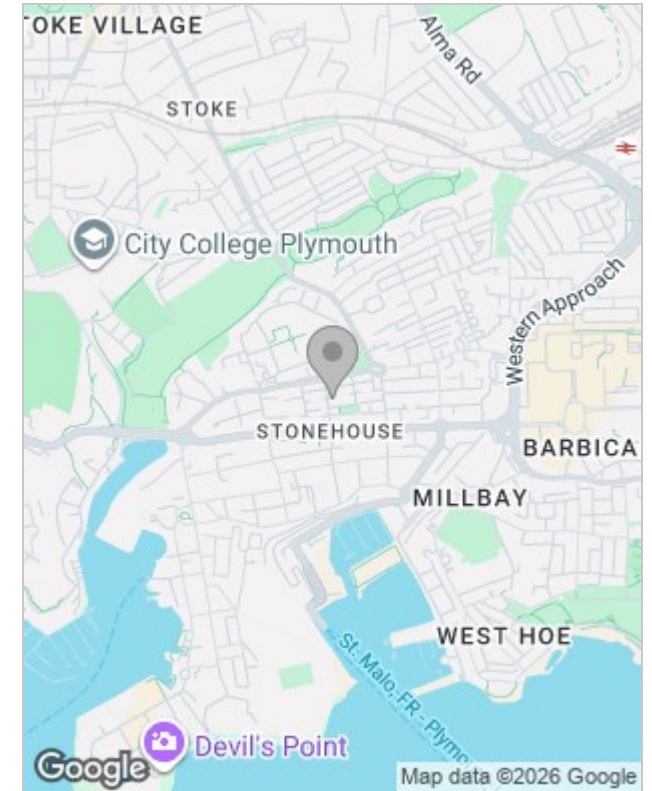 TOKE VILLAGE
Alma Rd
STOKE
City College Plymouth
Western Approach
STONEHOUSE
BARBICA
MILLBAY
WEST HOE
St. Malo, FR - Plymo
Devil's Point
Google
Map data ©2026 Google